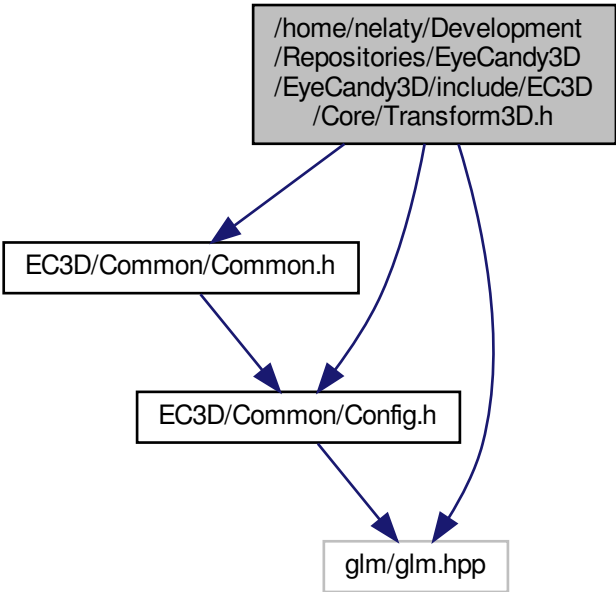 /home/nelaty/Development
/Repositories/EyeCandy3D
/EyeCandy3D/include/EC3D
/Core/Transform3D.h
EC3D/Common/Common.h
EC3D/Common/Config.h
glm/glm.hpp